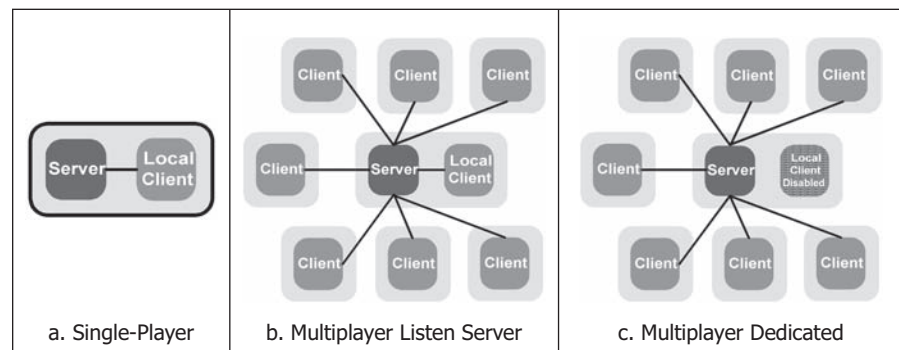 Server
Local
Client
a. Single-Player
Client
Client
Client
Client
Server
Local
Client
Client
Client
Client
b. Multiplayer Listen Server
Client
Client
Client
Client
Server
Local
Client
Disabled
Client
Client
Client
c. Multiplayer Dedicated